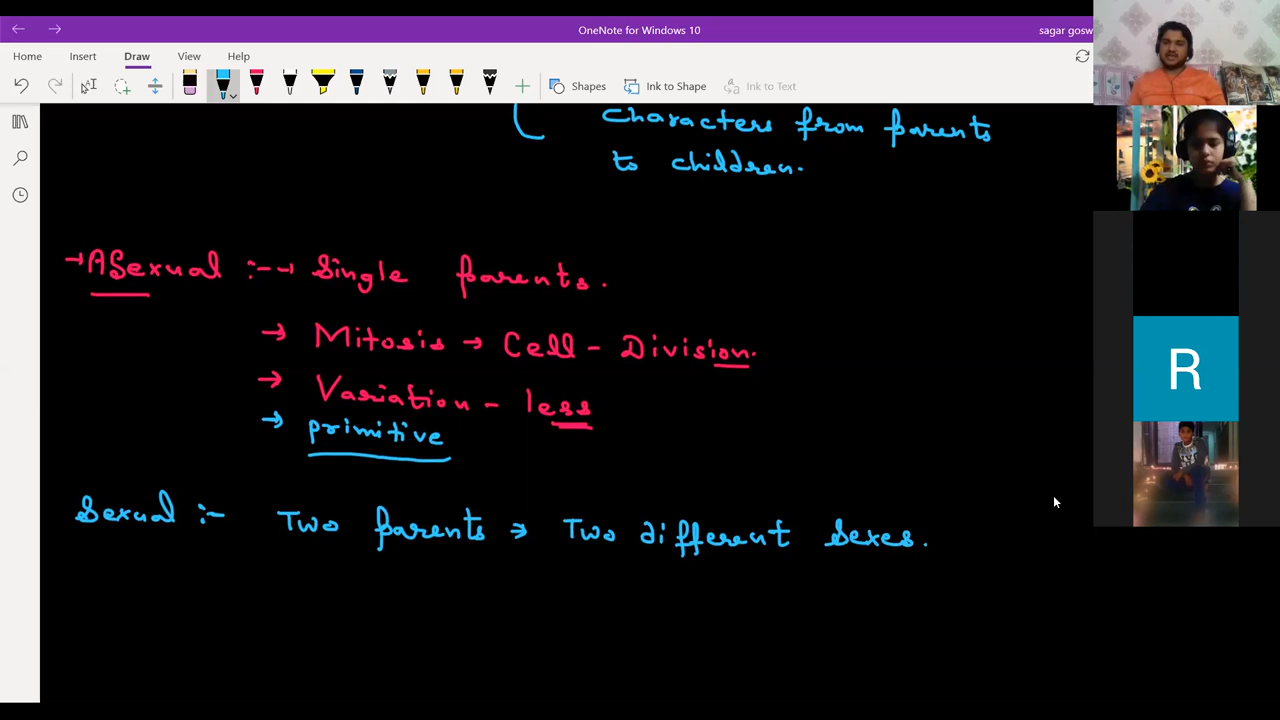 OneNote for Windows 10
sagar gosw
Home Insert Draw View Help
Shapes Ink to Shape Ink to Text
Characters from parents
to children.
→ASexual :-→ Single parents.
→ Mitosis → Cell - Division.
→ Variation - less
→ primitive
Sexual :- Two parents → Two different sexes.
R